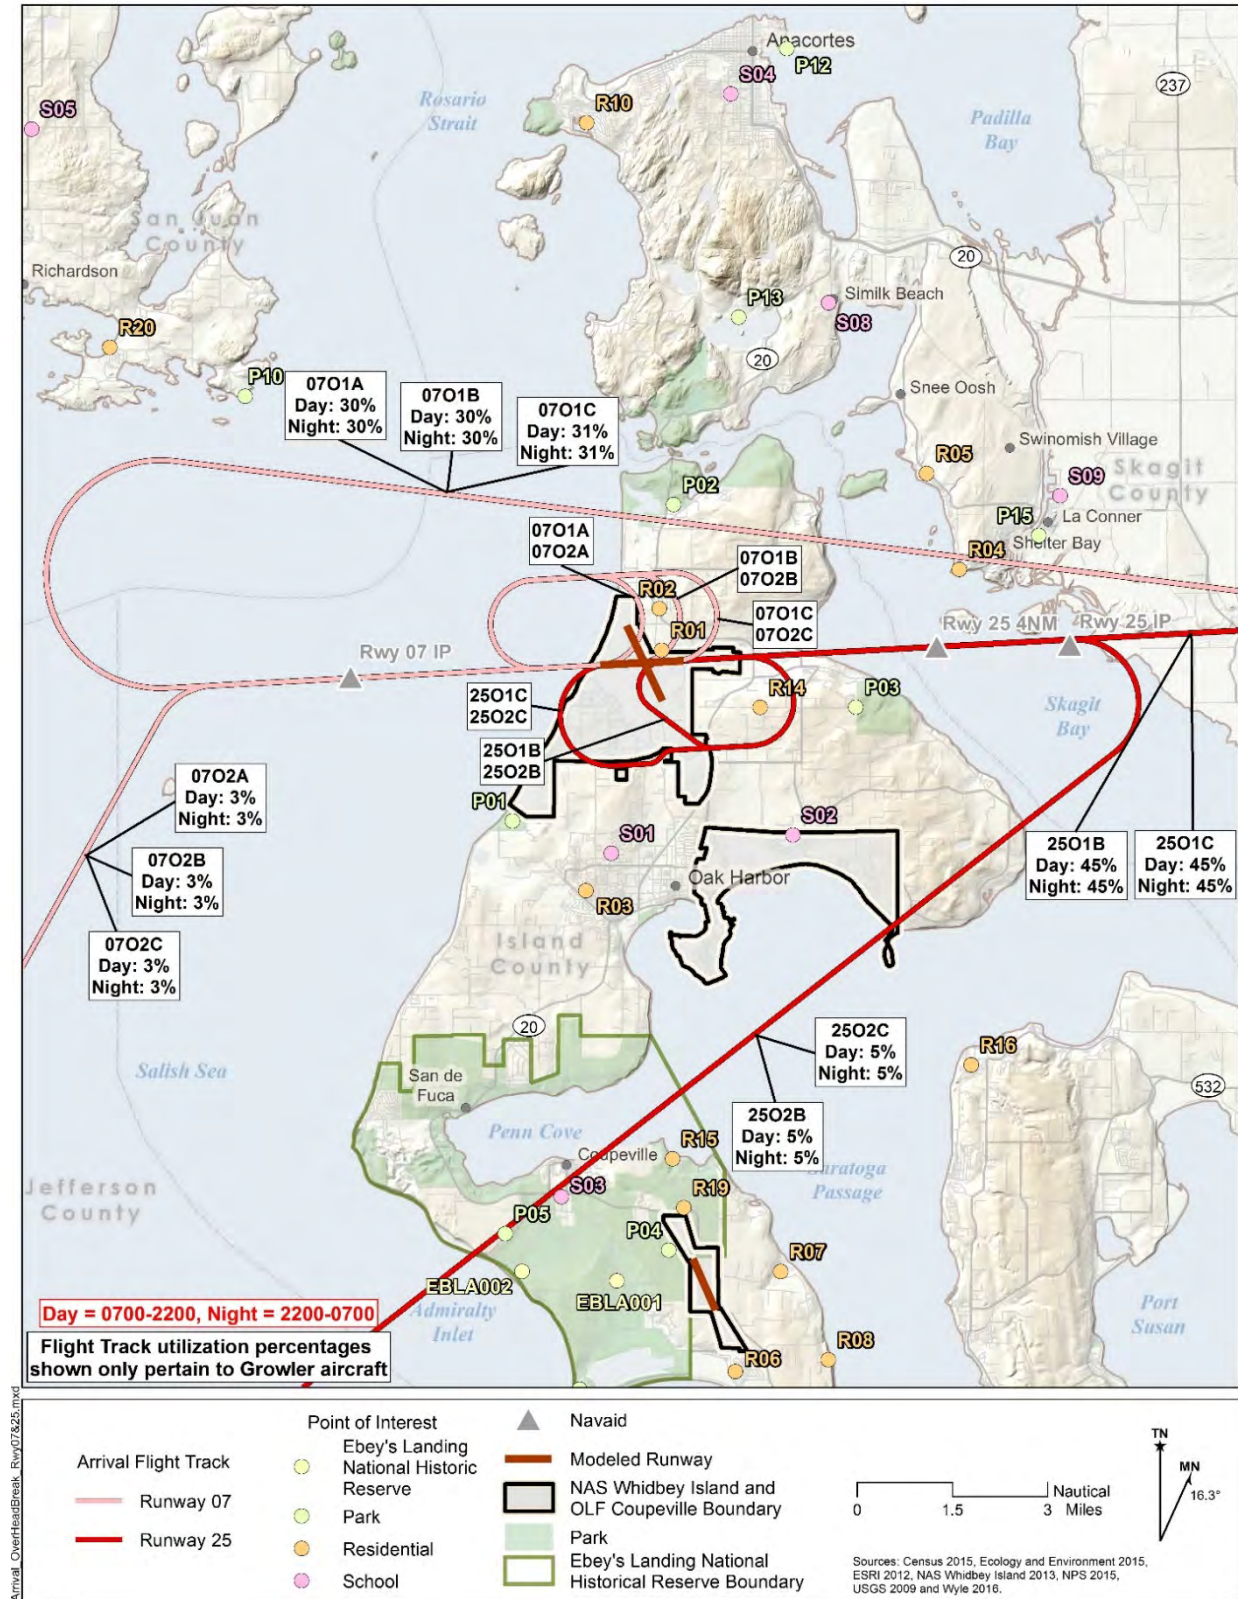 Anacortes
P12
S04
237
S05
Rosario
Strait
R10
Padilla
Bay
San Juan
County
20
Richardson
P13
Similk Beach
S08
R20
20
P10
Snee Oosh
07O1A
Day: 30%
Night: 30%
07O1B
Day: 30%
Night: 30%
07O1C
Day: 31%
Night: 31%
Swinomish Village
R05
Skagit
County
S09
P02
P15
La Conner
Shelter Bay
R04
07O1A
07O2A
07O1B
07O2B
R02
07O1C
07O2C
R01
Rwy 25 4NM
Rwy 25 IP
Rwy 07 IP
25O1C
25O2C
R14
P03
Skagit
Bay
25O1B
25O2B
07O2A
Day: 3%
Night: 3%
P01
S01
S02
25O1B
Day: 45%
Night: 45%
25O1C
Day: 45%
Night: 45%
07O2B
Day: 3%
Night: 3%
Oak Harbor
R03
07O2C
Day: 3%
Night: 3%
Island
County
20
25O2C
Day: 5%
Night: 5%
Salish Sea
San de
Fuca
R16
532
25O2B
Day: 5%
Night: 5%
Penn Cove
R15
Coupeville
Saratoga
Passage
Jefferson
County
S03
R19
P05
P04
R07
EBLA002
EBLA001
Admiralty
Inlet
Port
Susan
Day = 0700-2200, Night = 2200-0700
Flight Track utilization percentages
shown only pertain to Growler aircraft
R08
R06
Arrival_OverHeadBreak_Rwy07&25.mxd
Arrival Flight Track
Runway 07
Runway 25
Point of Interest
Ebey's Landing
National Historic
Reserve
Park
Residential
School
Navaid
Modeled Runway
NAS Whidbey Island and
OLF Coupeville Boundary
Park
Ebey's Landing National
Historical Reserve Boundary
Nautical
0 1.5 3 Miles
TN
MN
16.3°
Sources: Census 2015, Ecology and Environment 2015,
ESRI 2012, NAS Whidbey Island 2013, NPS 2015,
USGS 2009 and Wyle 2016.